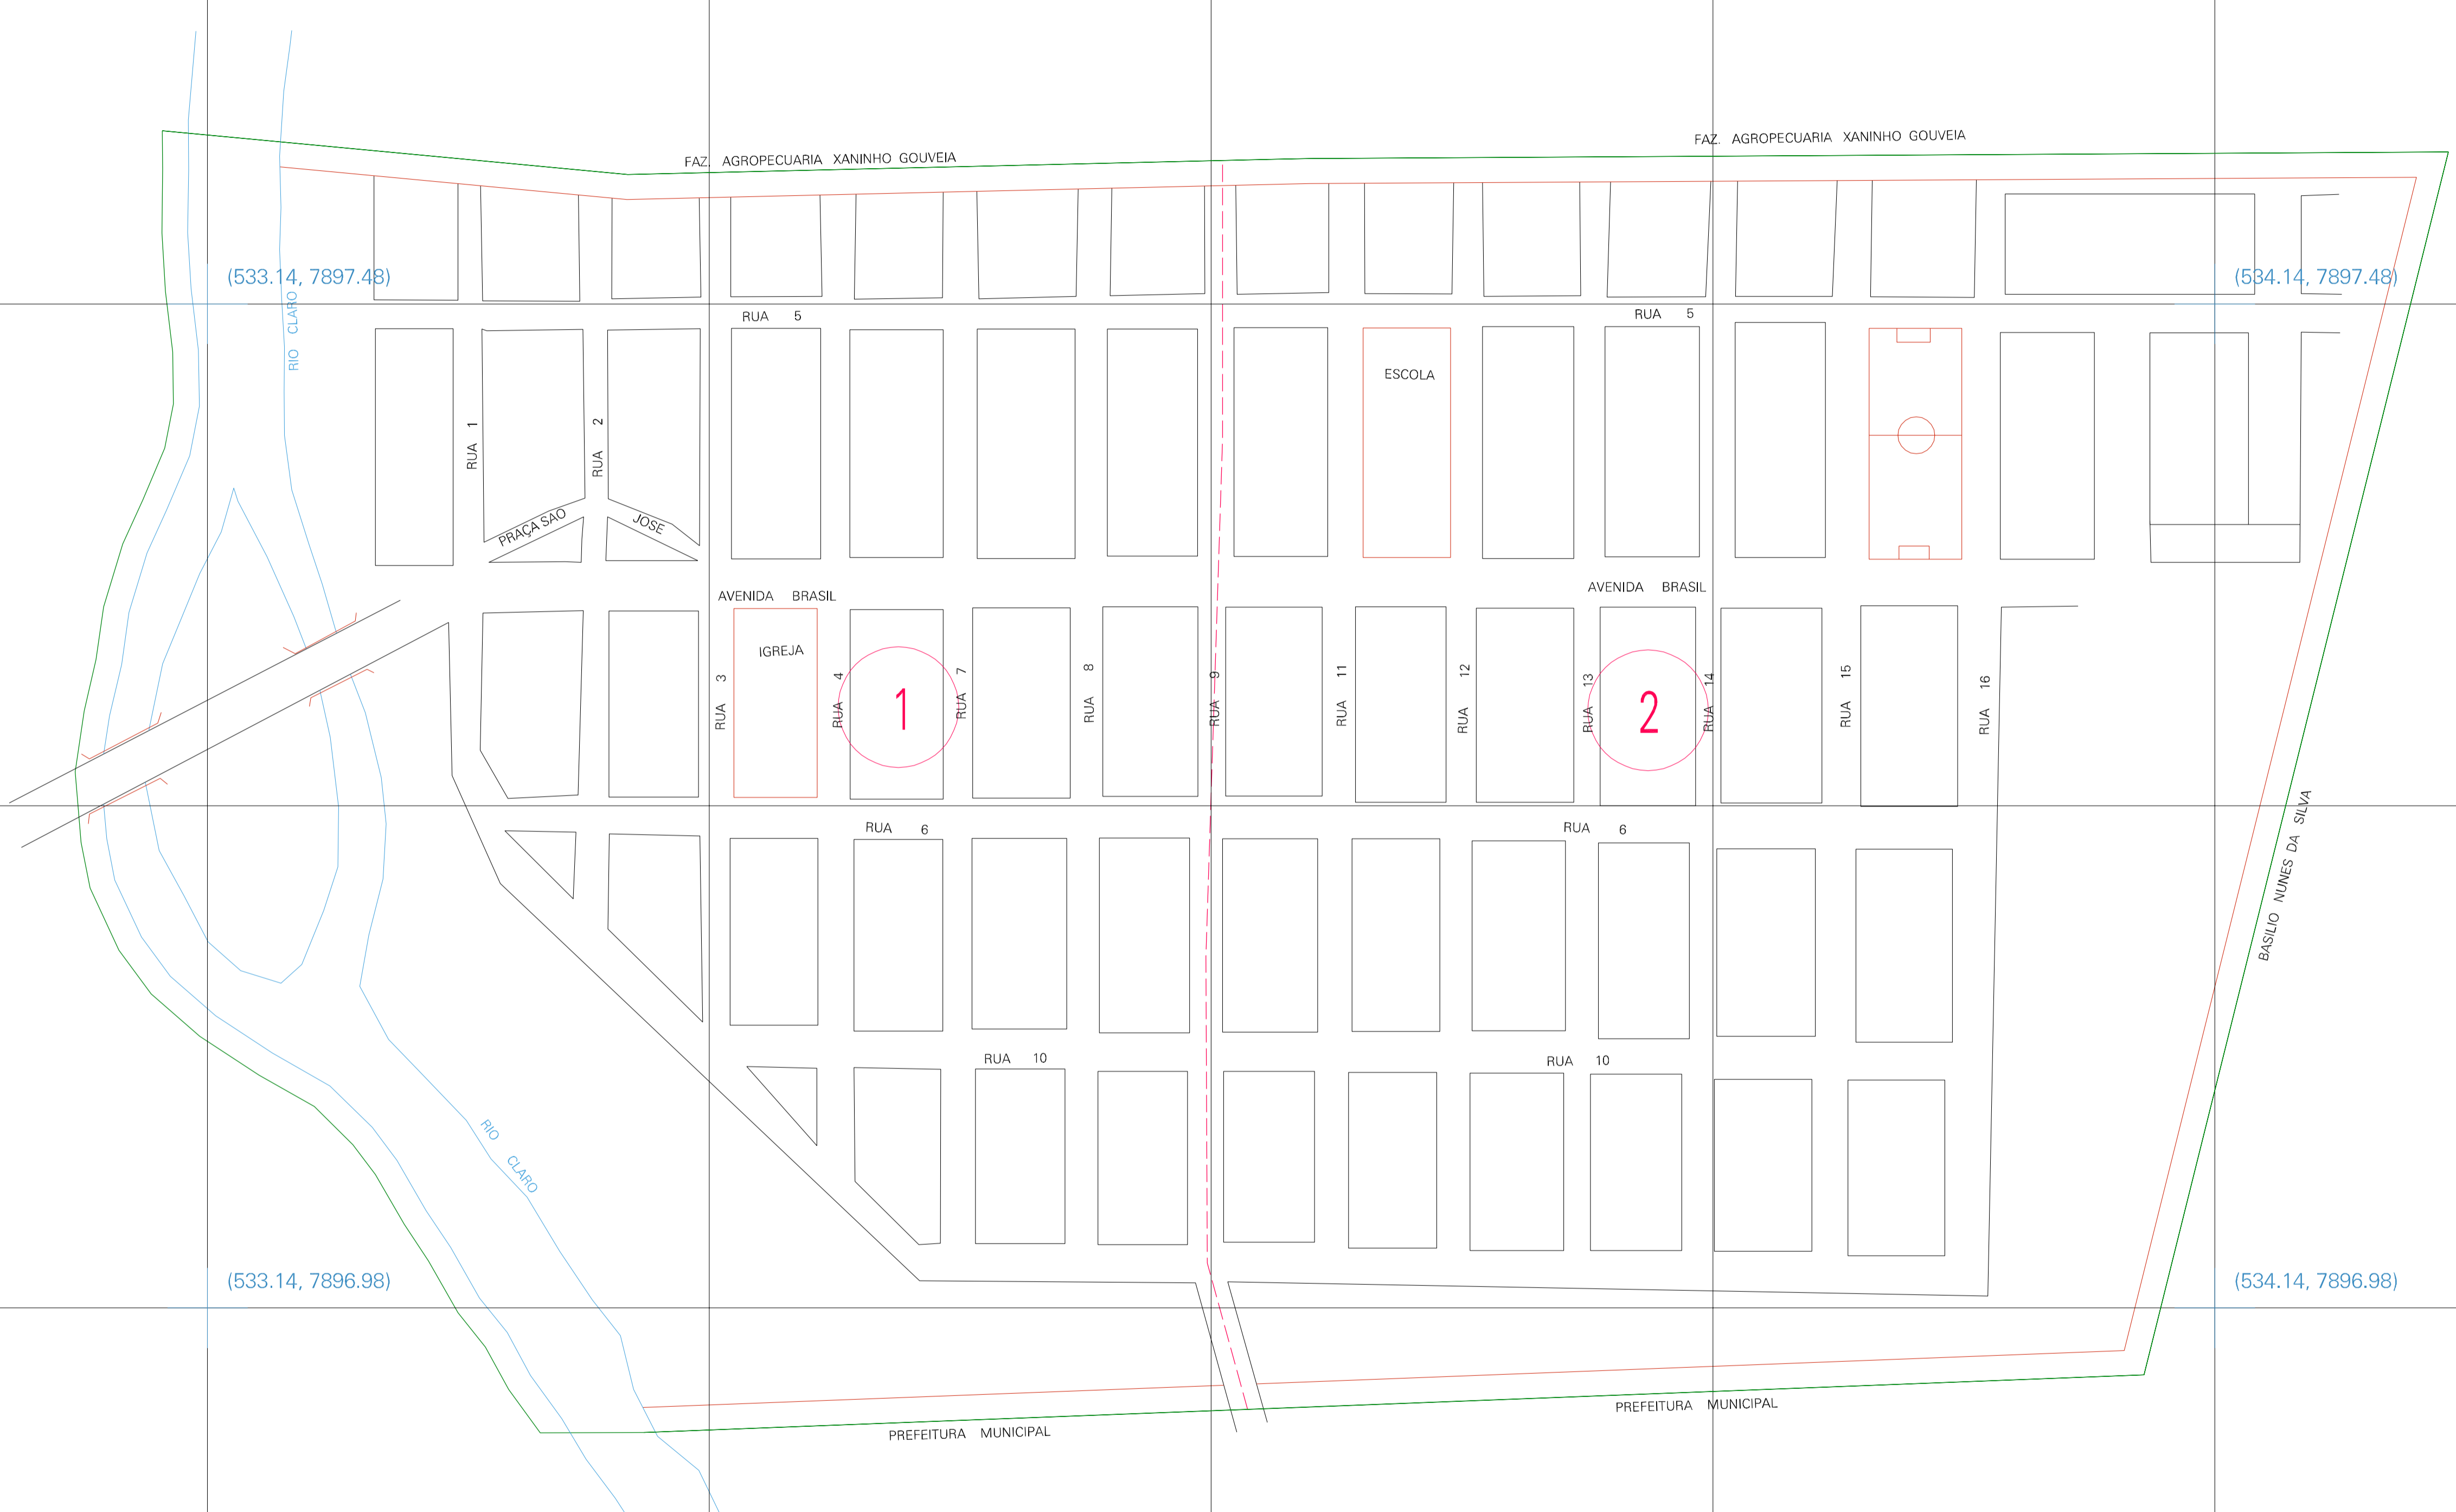 FAZ. AGROPECUARIA XANINHO GOUVEIA
FAZ. AGROPECUARIA XANINHO GOUVEIA
(533.14, 7897.48)
(534.14, 7897.48)
RIO CLARO
RUA 5
RUA 5
ESCOLA
RUA 1
RUA 2
PRAÇA SAO JOSE
AVENIDA BRASIL
AVENIDA BRASIL
IGREJA
RUA 3
RUA 4
1
RUA 7
RUA 8
RUA 9
RUA 11
RUA 12
RUA 13
2
RUA 14
RUA 15
RUA 16
RUA 6
RUA 6
BASILIO NUNES DA SILVA
RUA 10
RUA 10
RIO CLARO
(533.14, 7896.98)
(534.14, 7896.98)
PREFEITURA MUNICIPAL
PREFEITURA MUNICIPAL